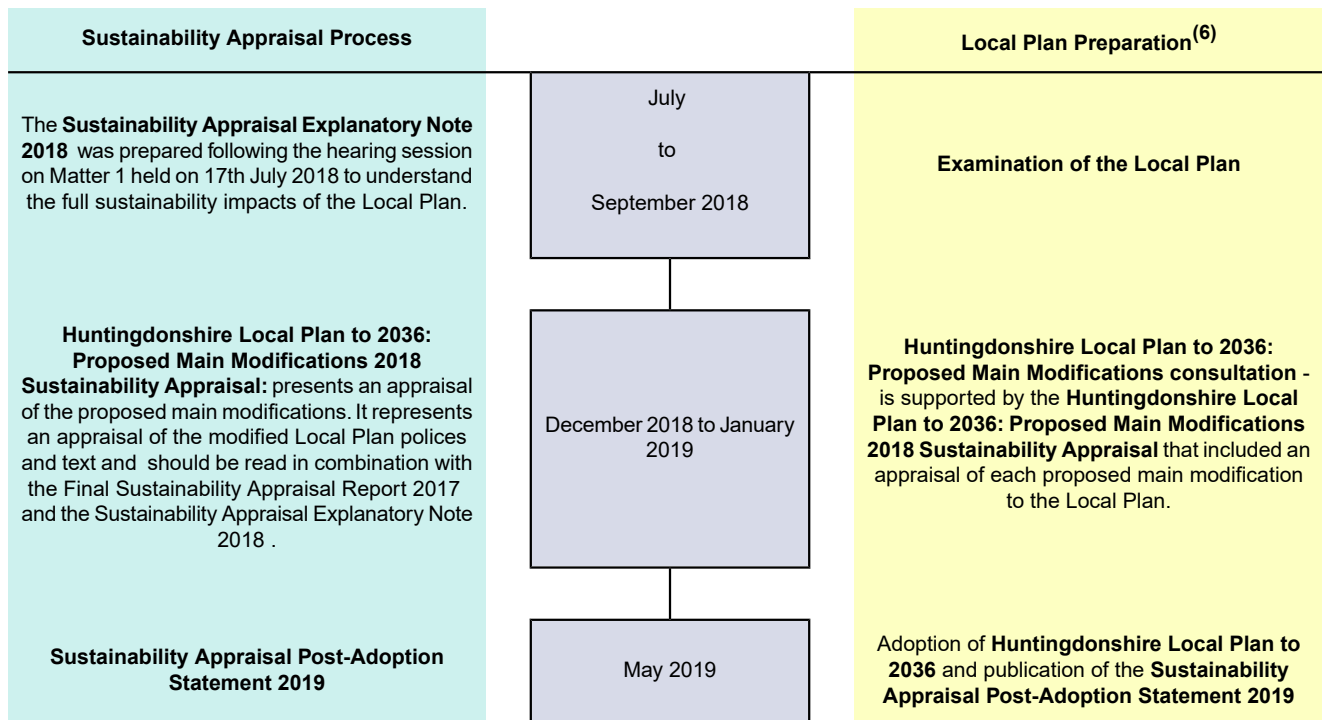 Sustainability Appraisal Process
Local Plan Preparation(6)
The Sustainability Appraisal Explanatory Note
2018 was prepared following the hearing session
on Matter 1 held on 17th July 2018 to understand
the full sustainability impacts of the Local Plan.
July
to
September 2018
Examination of the Local Plan
Huntingdonshire Local Plan to 2036:
Proposed Main Modifications 2018
Sustainability Appraisal: presents an appraisal
of the proposed main modifications. It represents
an appraisal of the modified Local Plan polices
and text and should be read in combination with
the Final Sustainability Appraisal Report 2017
and the Sustainability Appraisal Explanatory Note
2018 .
December 2018 to January
2019
Huntingdonshire Local Plan to 2036:
Proposed Main Modifications consultation -
is supported by the Huntingdonshire Local
Plan to 2036: Proposed Main Modifications
2018 Sustainability Appraisal that included an
appraisal of each proposed main modification
to the Local Plan.
Sustainability Appraisal Post-Adoption
Statement 2019
May 2019
Adoption of Huntingdonshire Local Plan to
2036 and publication of the Sustainability
Appraisal Post-Adoption Statement 2019